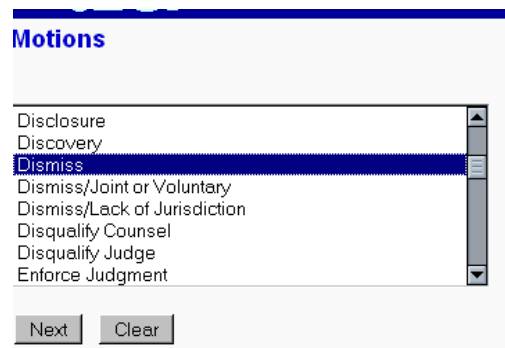 Motions
Disclosure
Discovery
Dismiss
Dismiss/Joint or Voluntary
Dismiss/Lack of Jurisdiction
Disqualify Counsel
Disqualify Judge
Enforce Judgment
Next Clear